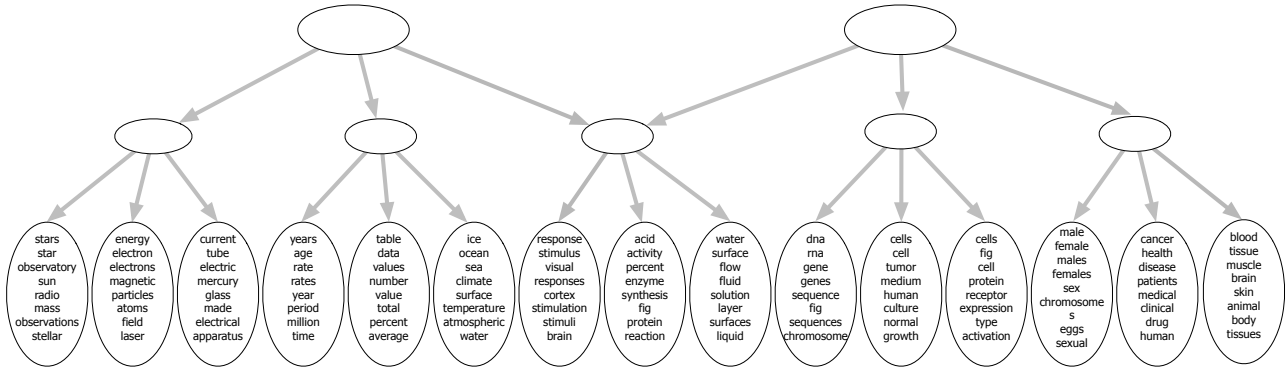 stars
star
observatory
sun
radio
mass
observations
stellar
energy
electron
electrons
magnetic
particles
atoms
field
laser
current
tube
electric
mercury
glass
made
electrical
apparatus
years
age
rate
rates
year
period
million
time
table
data
values
number
value
total
percent
average
ice
ocean
sea
climate
surface
temperature
atmospheric
water
response
stimulus
visual
responses
cortex
stimulation
stimuli
brain
acid
activity
percent
enzyme
synthesis
fig
protein
reaction
water
surface
flow
fluid
solution
layer
surfaces
liquid
dna
rna
gene
genes
sequence
fig
sequences
chromosome
cells
cell
tumor
medium
human
culture
normal
growth
cells
fig
cell
protein
receptor
expression
type
activation
male
female
males
females
sex
chromosome
s
eggs
sexual
cancer
health
disease
patients
medical
clinical
drug
human
blood
tissue
muscle
brain
skin
animal
body
tissues